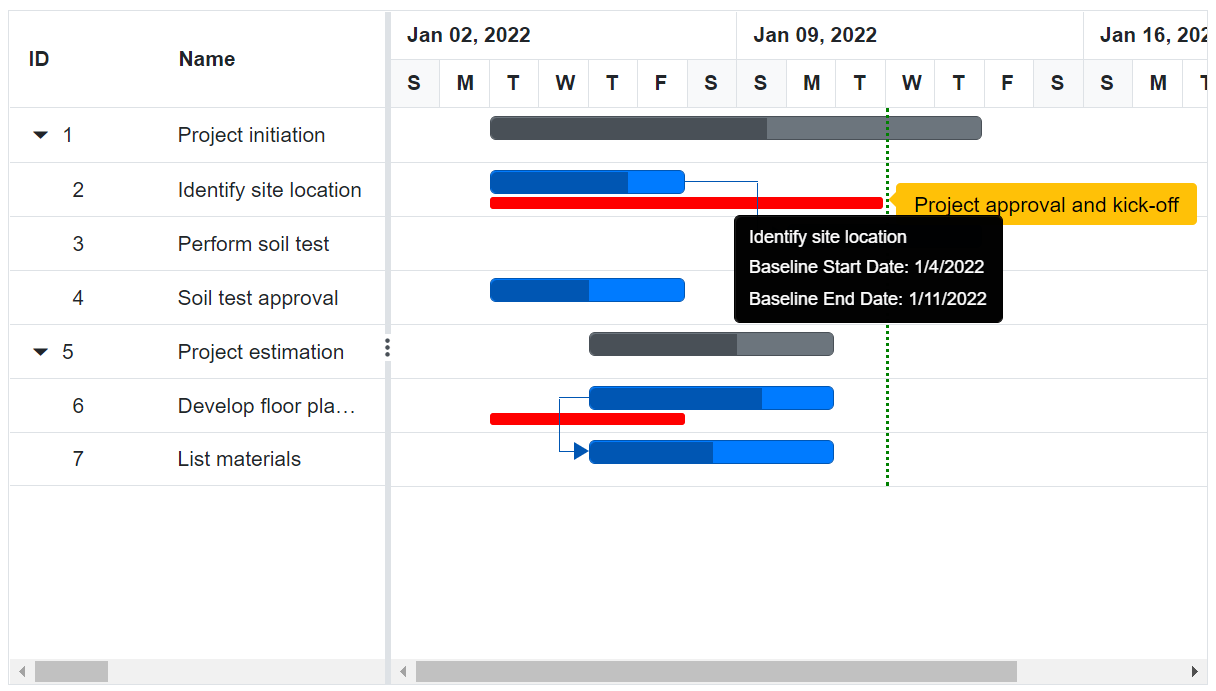 ID Name
Jan 02, 2022 Jan 09, 2022 Jan 16, 202
S M T W T F S S M T W T F S S M T
1 Project initiation
2 Identify site location
Project approval and kick-off
3 Perform soil test
Identify site location
Baseline Start Date: 1/4/2022
Baseline End Date: 1/11/2022
4 Soil test approval
5 Project estimation
6 Develop floor pla…
7 List materials